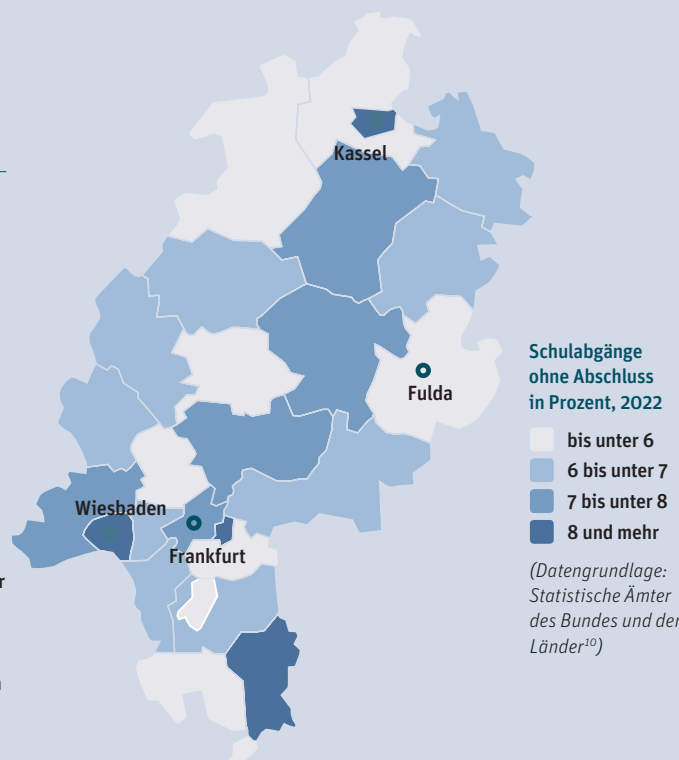 Kassel
Fulda
Wiesbaden
Frankfurt
Schulabgänge
ohne Abschluss
in Prozent, 2022
bis unter 6
6 bis unter 7
7 bis unter 8
8 und mehr
(Datengrundlage:
Statistische Ämter
des Bundes und der
Länder¹⁰)